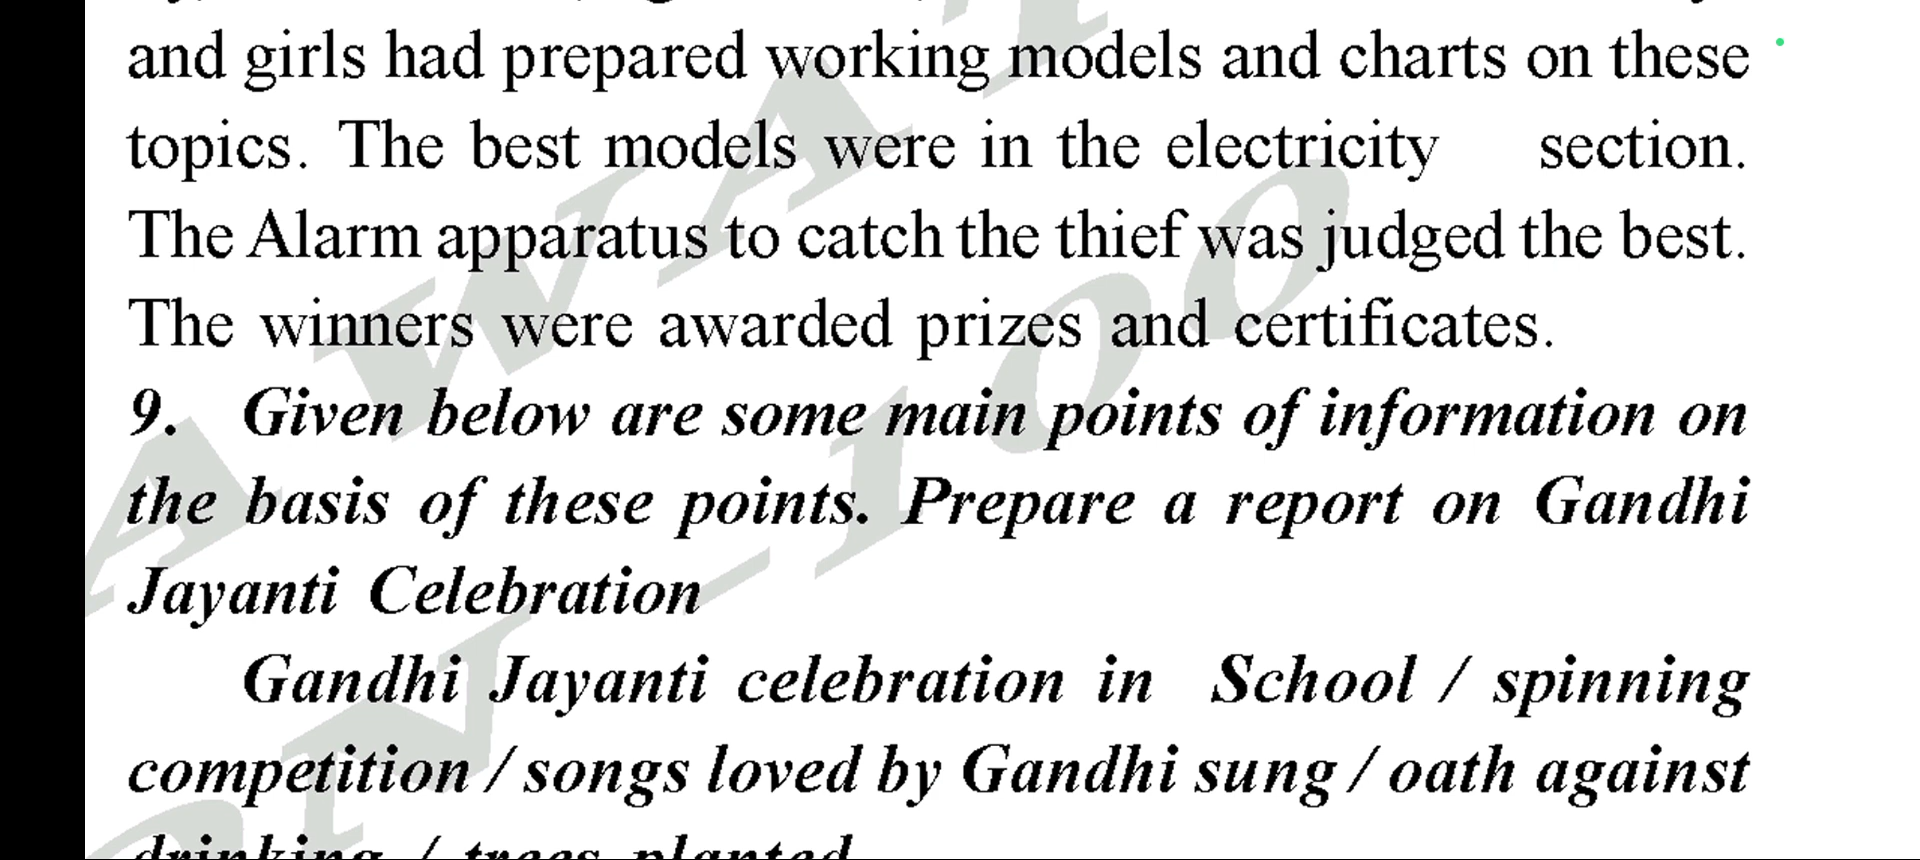 and girls had prepared working models and charts on these
topics. The best models were in the electricity section.
The Alarm apparatus to catch the thief was judged the best.
The winners were awarded prizes and certificates.
9. Given below are some main points of information on
the basis of these points. Prepare a report on Gandhi
Jayanti Celebration
Gandhi Jayanti celebration in School / spinning
competition / songs loved by Gandhi sung / oath against
drinking / trees planted